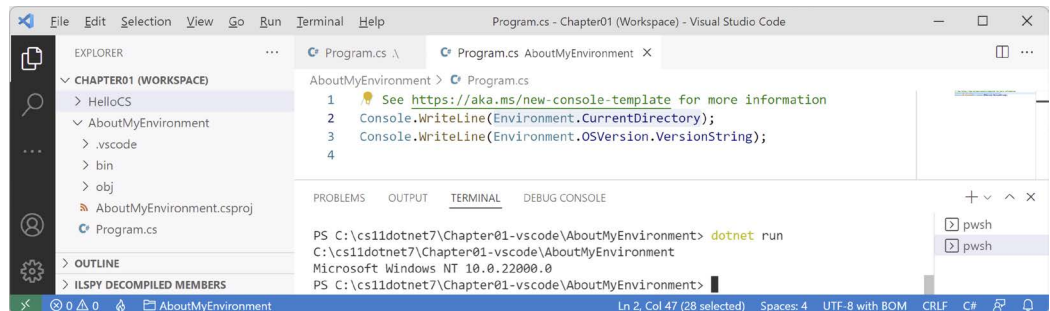 File Edit Selection View Go Run Terminal Help Program.cs - Chapter01 (Workspace) - Visual Studio Code
EXPLORER
CHAPTER01 (WORKSPACE)
HelloCS
AboutMyEnvironment
.vscode
bin
obj
AboutMyEnvironment.csproj
Program.cs
OUTLINE
ILSPY DECOMPILED MEMBERS
Program.cs .\ Program.cs AboutMyEnvironment
AboutMyEnvironment > Program.cs
1 See https://aka.ms/new-console-template for more information
2 Console.WriteLine(Environment.CurrentDirectory);
3 Console.WriteLine(Environment.OSVersion.VersionString);
4
PROBLEMS OUTPUT TERMINAL DEBUG CONSOLE
PS C:\cs11dotnet7\Chapter01-vscode\AboutMyEnvironment> dotnet run
C:\cs11dotnet7\Chapter01-vscode\AboutMyEnvironment
Microsoft Windows NT 10.0.22000.0
PS C:\cs11dotnet7\Chapter01-vscode\AboutMyEnvironment>
pwsh
pwsh
0 0 AboutMyEnvironment Ln 2, Col 47 (28 selected) Spaces: 4 UTF-8 with BOM CRLF C#